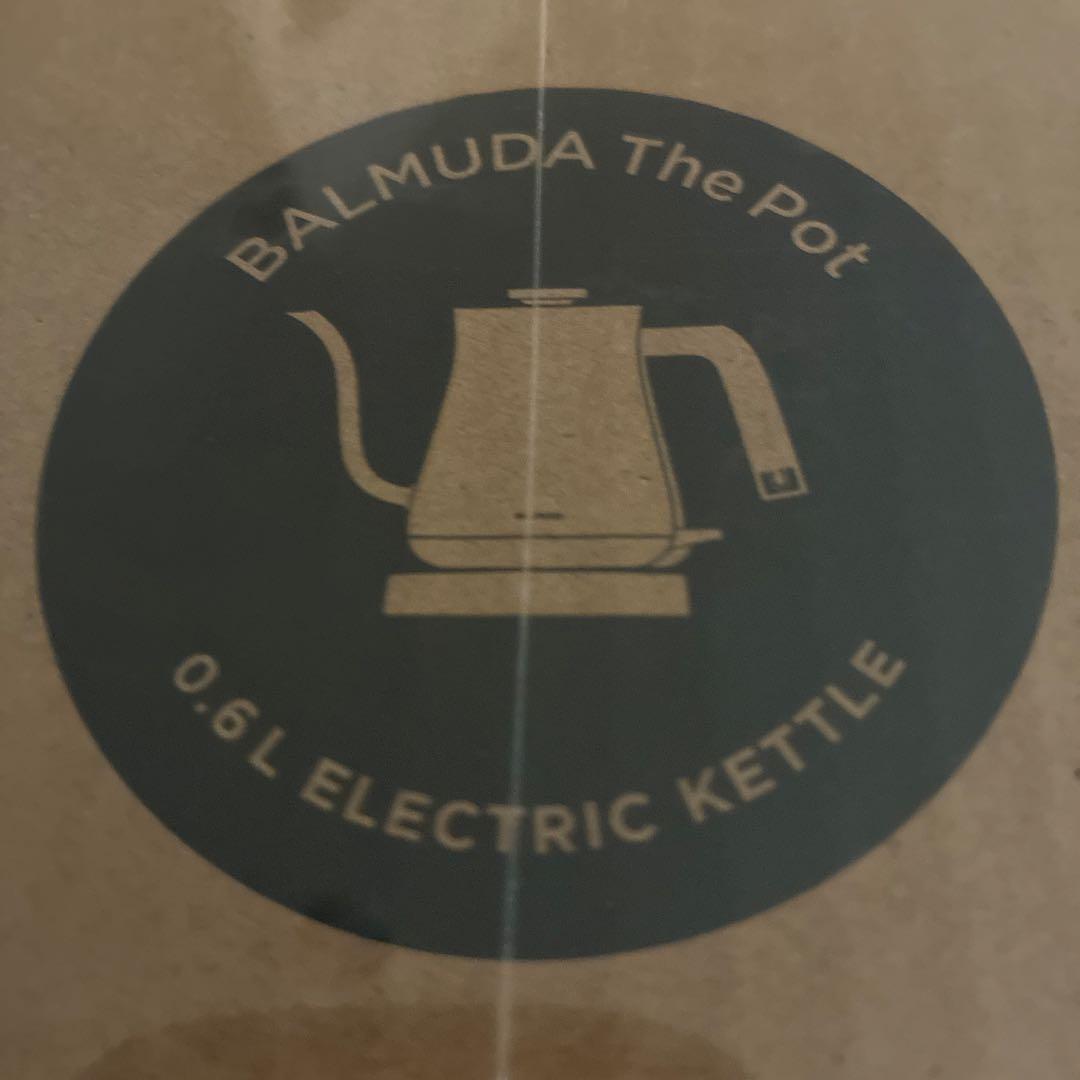 BALMUDA The Pot
0.6L ELECTRIC KETTLE